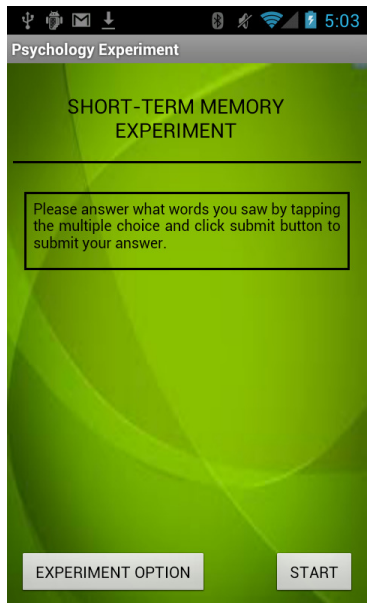 5:03
Psychology Experiment
SHORT-TERM MEMORY
EXPERIMENT
Please answer what words you saw by tapping
the multiple choice and click submit button to
submit your answer.
EXPERIMENT OPTION
START